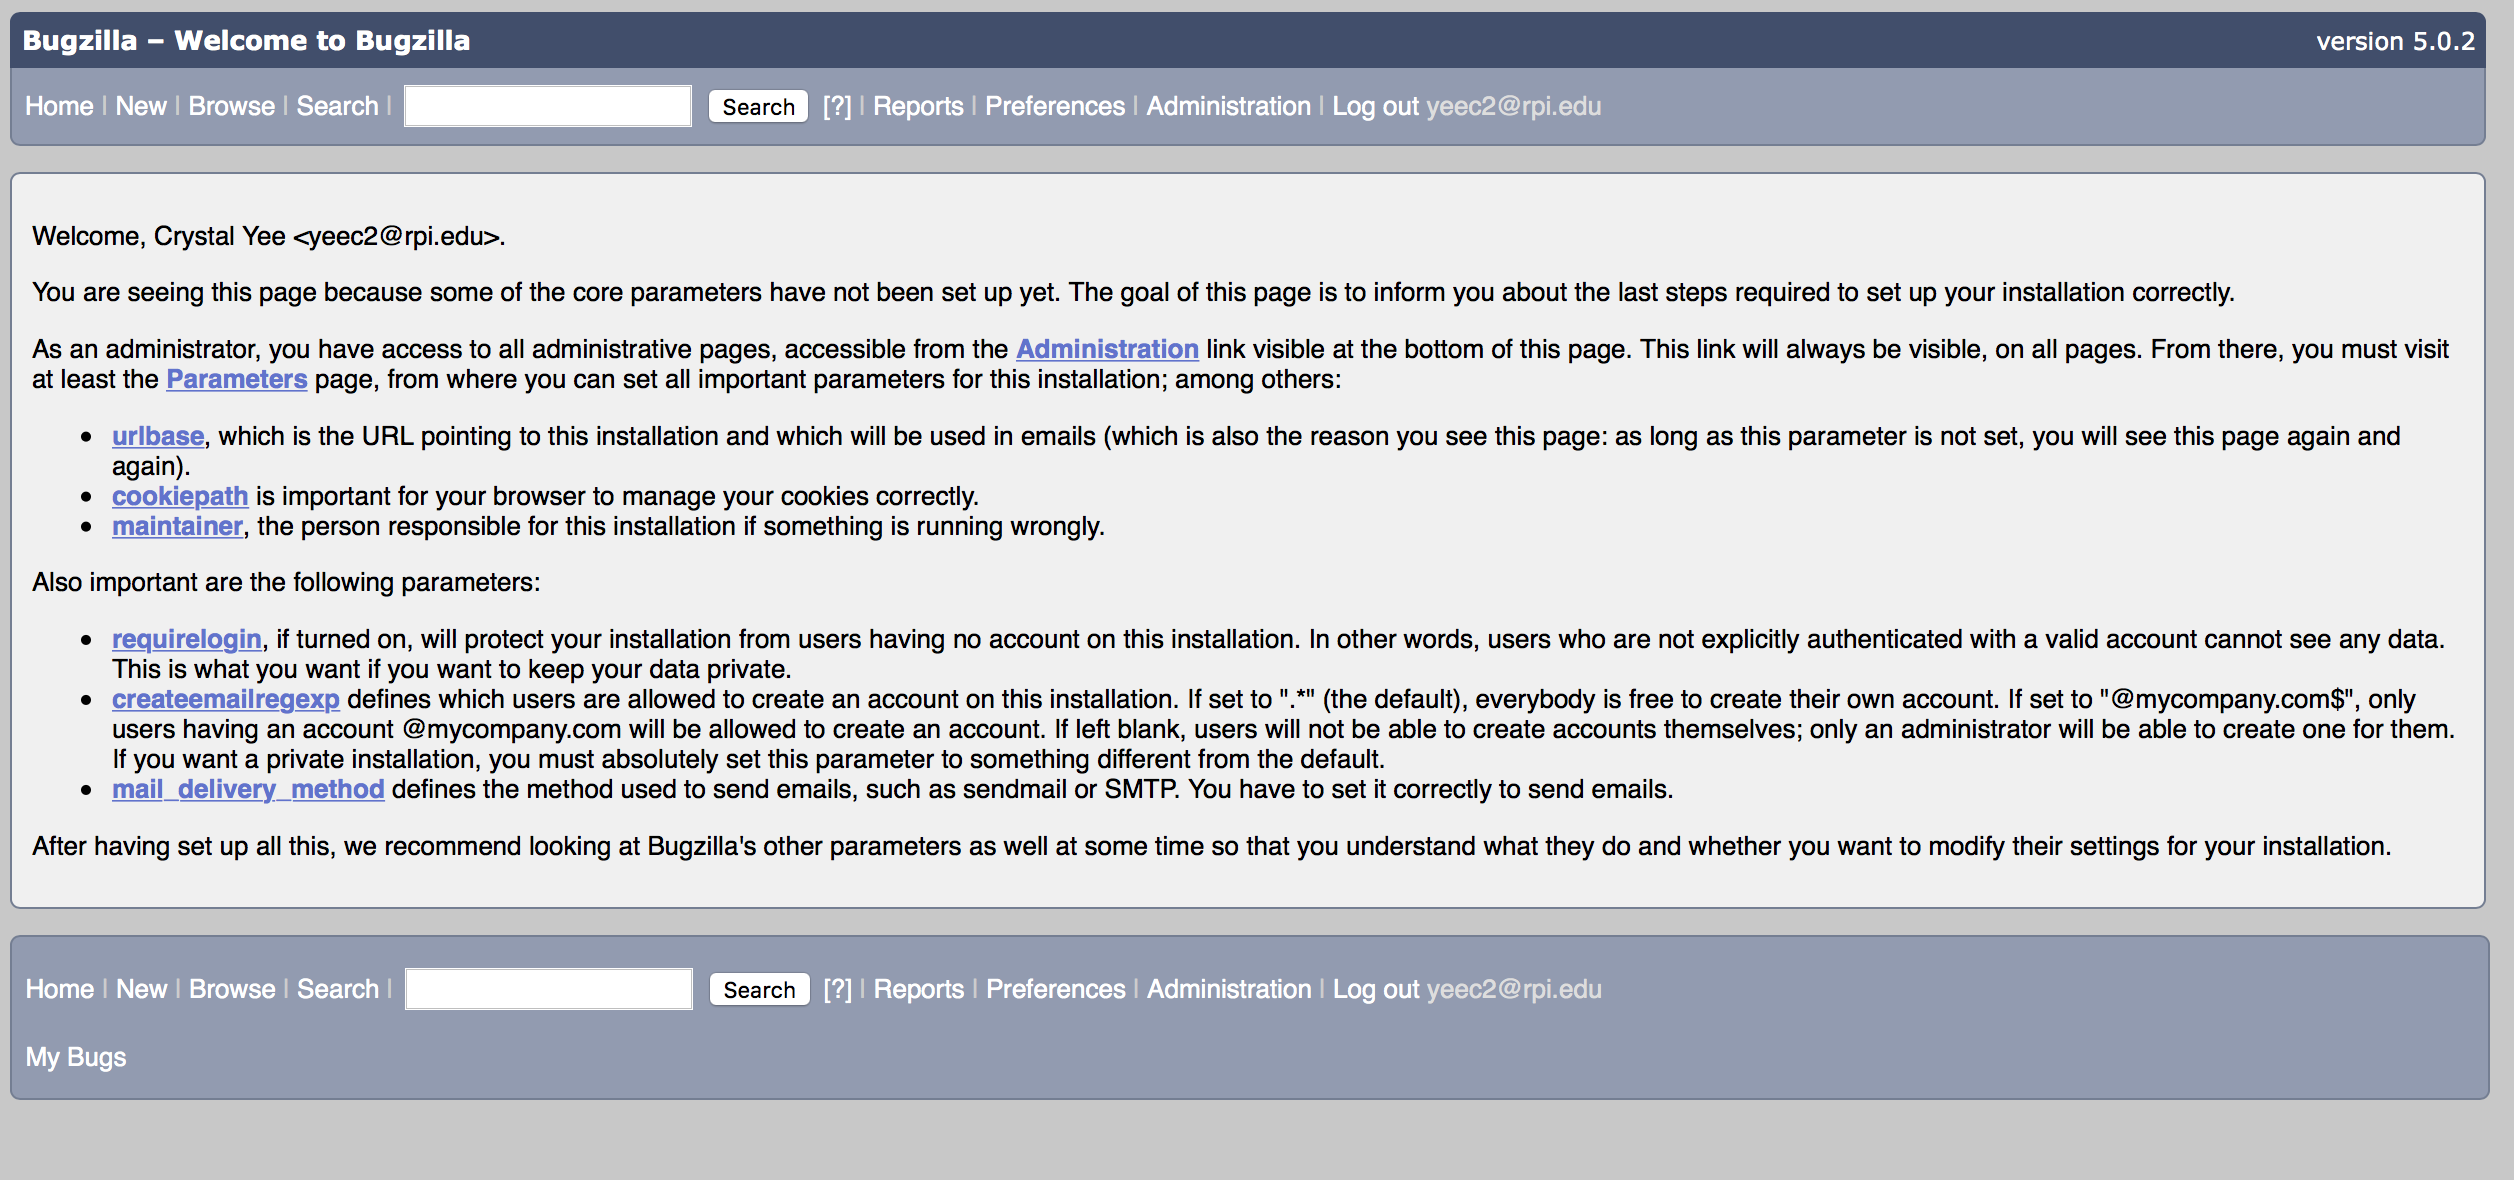 Bugzilla – Welcome to Bugzilla version 5.0.2
Home | New | Browse | Search | Search [?] | Reports | Preferences | Administration | Log out yeec2@rpi.edu
Welcome, Crystal Yee <yeec2@rpi.edu>.
You are seeing this page because some of the core parameters have not been set up yet. The goal of this page is to inform you about the last steps required to set up your installation correctly.
As an administrator, you have access to all administrative pages, accessible from the Administration link visible at the bottom of this page. This link will always be visible, on all pages. From there, you must visit
at least the Parameters page, from where you can set all important parameters for this installation; among others:
• urlbase, which is the URL pointing to this installation and which will be used in emails (which is also the reason you see this page: as long as this parameter is not set, you will see this page again and
again).
• cookiepath is important for your browser to manage your cookies correctly.
• maintainer, the person responsible for this installation if something is running wrongly.
Also important are the following parameters:
• requirelogin, if turned on, will protect your installation from users having no account on this installation. In other words, users who are not explicitly authenticated with a valid account cannot see any data.
This is what you want if you want to keep your data private.
• createemailregexp defines which users are allowed to create an account on this installation. If set to ".*" (the default), everybody is free to create their own account. If set to "@mycompany.com$", only
users having an account @mycompany.com will be allowed to create an account. If left blank, users will not be able to create accounts themselves; only an administrator will be able to create one for them.
If you want a private installation, you must absolutely set this parameter to something different from the default.
• mail_delivery_method defines the method used to send emails, such as sendmail or SMTP. You have to set it correctly to send emails.
After having set up all this, we recommend looking at Bugzilla's other parameters as well at some time so that you understand what they do and whether you want to modify their settings for your installation.
Home | New | Browse | Search | Search [?] | Reports | Preferences | Administration | Log out yeec2@rpi.edu
My Bugs